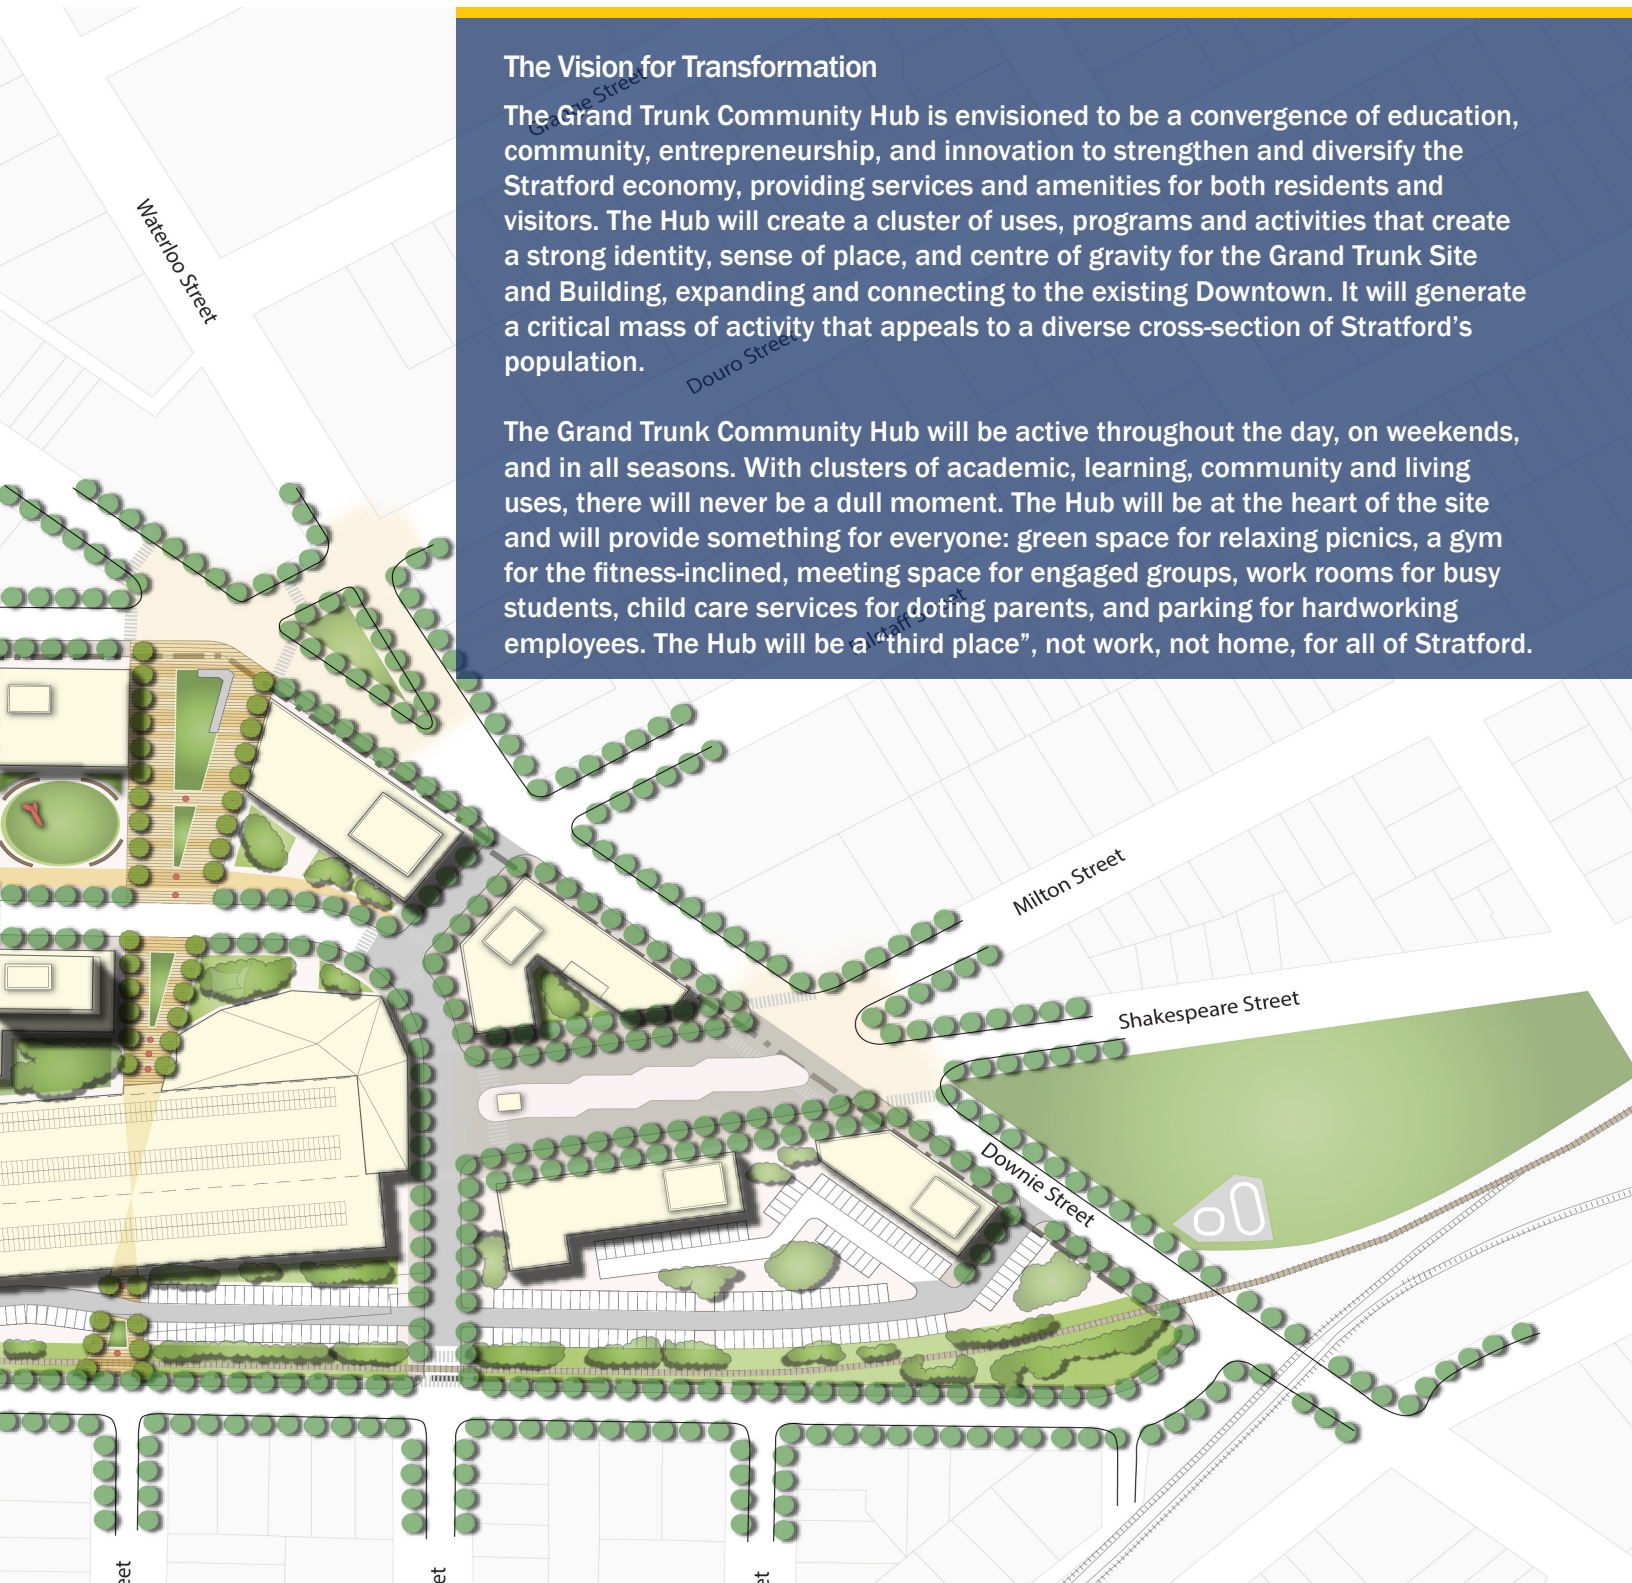 The Vision for Transformation
The Grand Trunk Community Hub is envisioned to be a convergence of education,
community, entrepreneurship, and innovation to strengthen and diversify the
Stratford economy, providing services and amenities for both residents and
visitors. The Hub will create a cluster of uses, programs and activities that create
a strong identity, sense of place, and centre of gravity for the Grand Trunk Site
and Building, expanding and connecting to the existing Downtown. It will generate
a critical mass of activity that appeals to a diverse cross-section of Stratford’s
population.
The Grand Trunk Community Hub will be active throughout the day, on weekends,
and in all seasons. With clusters of academic, learning, community and living
uses, there will never be a dull moment. The Hub will be at the heart of the site
and will provide something for everyone: green space for relaxing picnics, a gym
for the fitness-inclined, meeting space for engaged groups, work rooms for busy
students, child care services for doting parents, and parking for hardworking
employees. The Hub will be a “third place”, not work, not home, for all of Stratford.
Grange Street
Waterloo Street
Douro Street
Falstaff Street
Milton Street
Shakespeare Street
Downie Street
eet
et
et